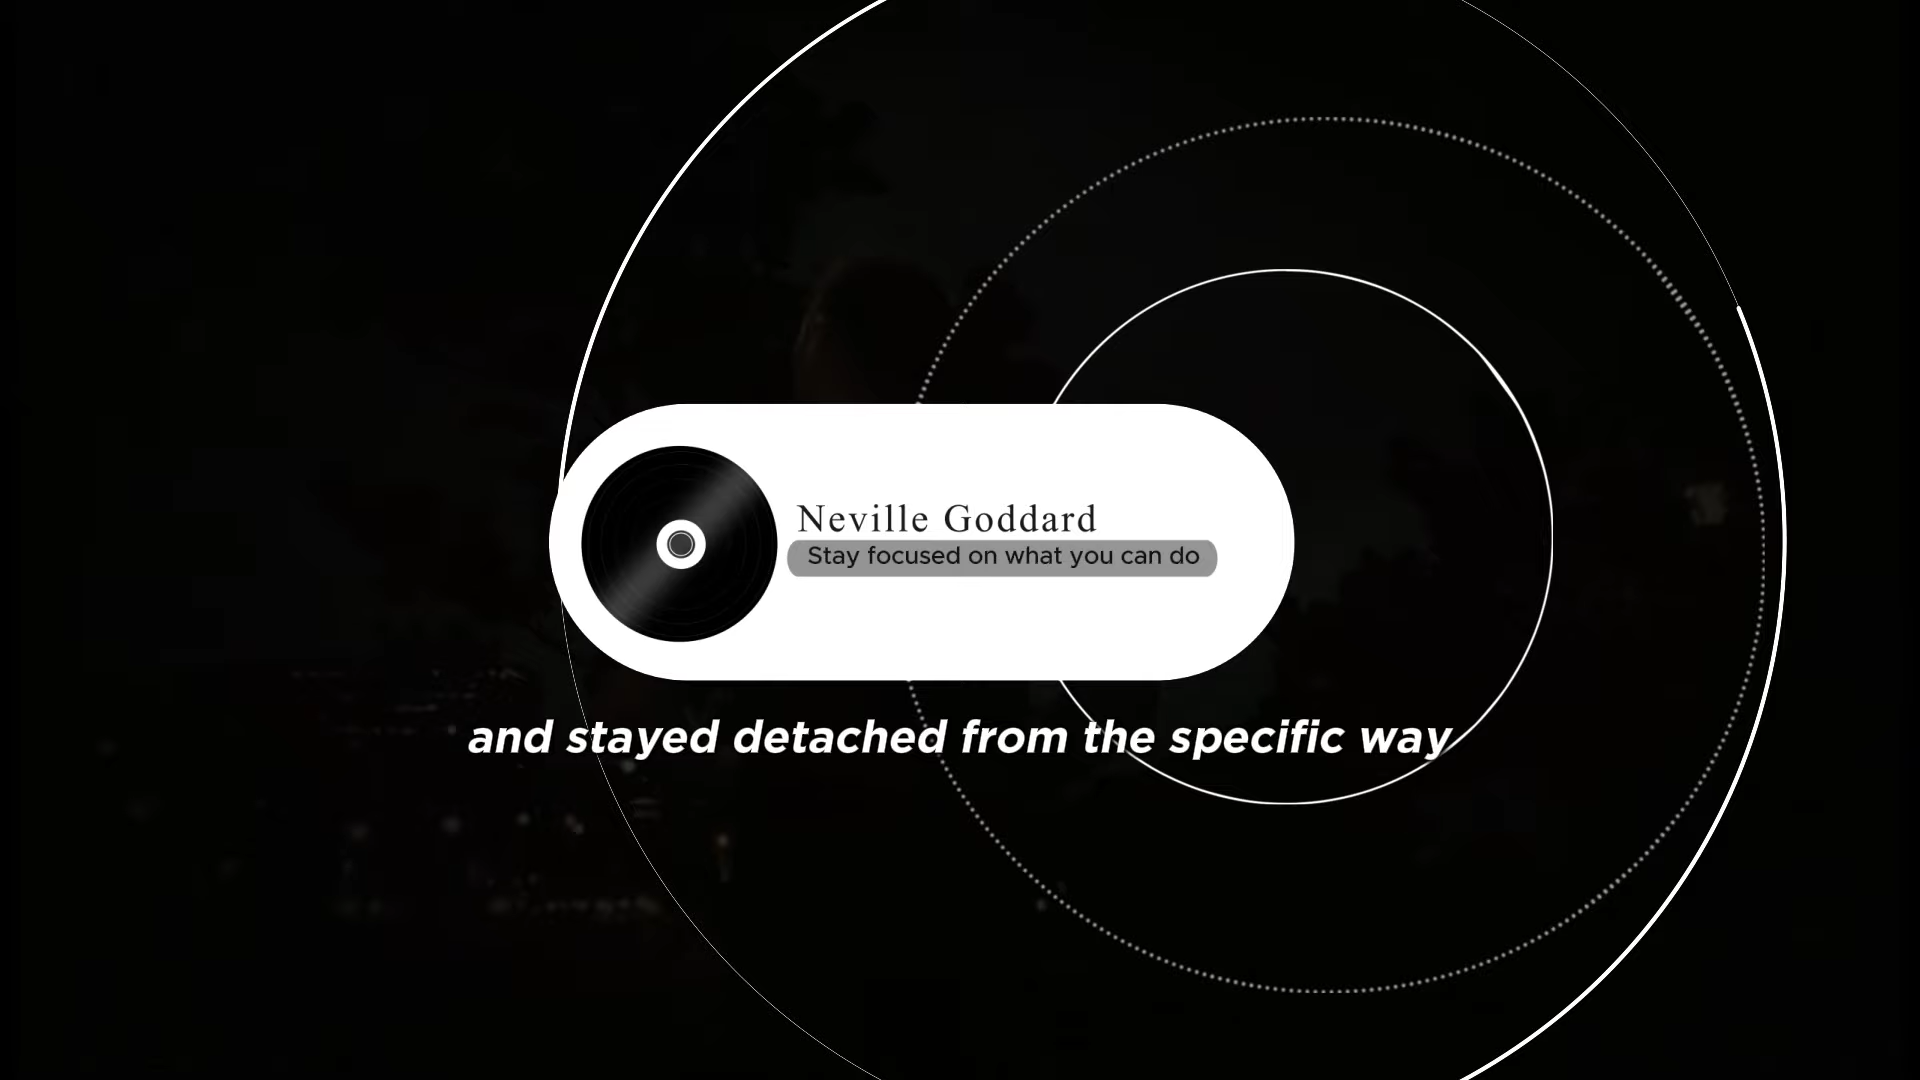 Neville Goddard
Stay focused on what you can do
and stayed detached from the specific way